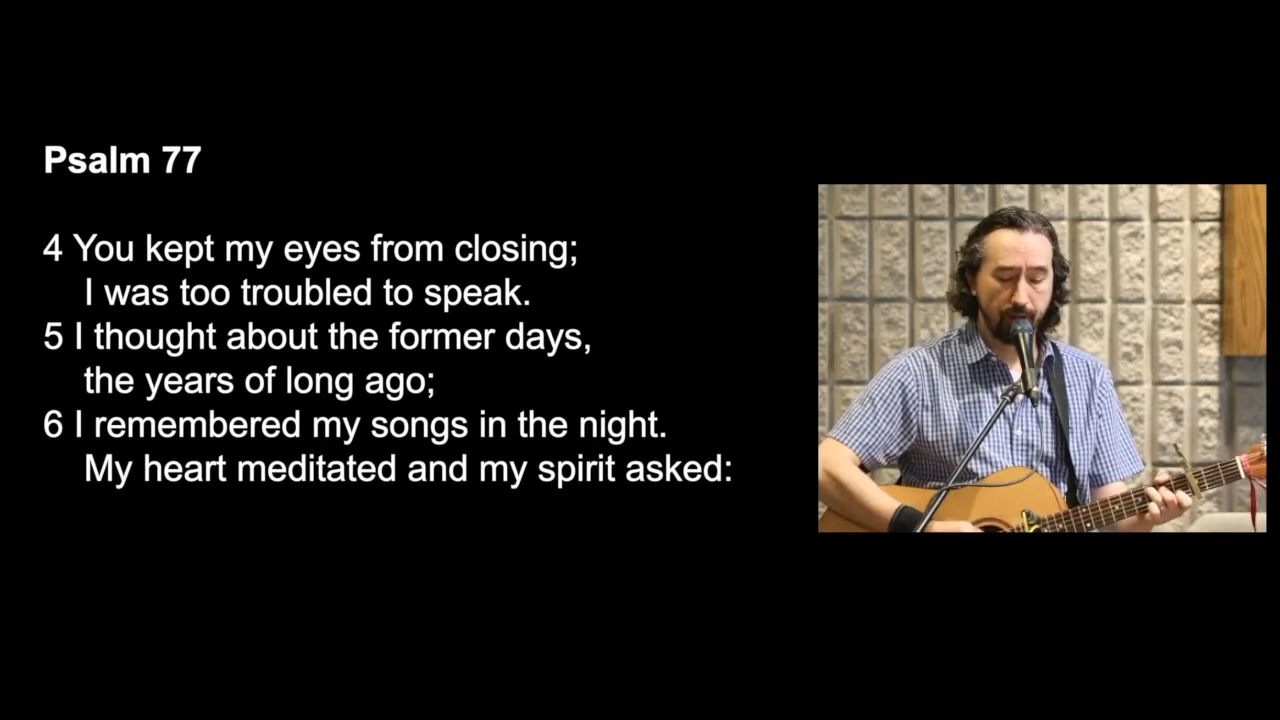 Psalm 77
4 You kept my eyes from closing;
I was too troubled to speak.
5 I thought about the former days,
the years of long ago;
6 I remembered my songs in the night.
My heart meditated and my spirit asked: